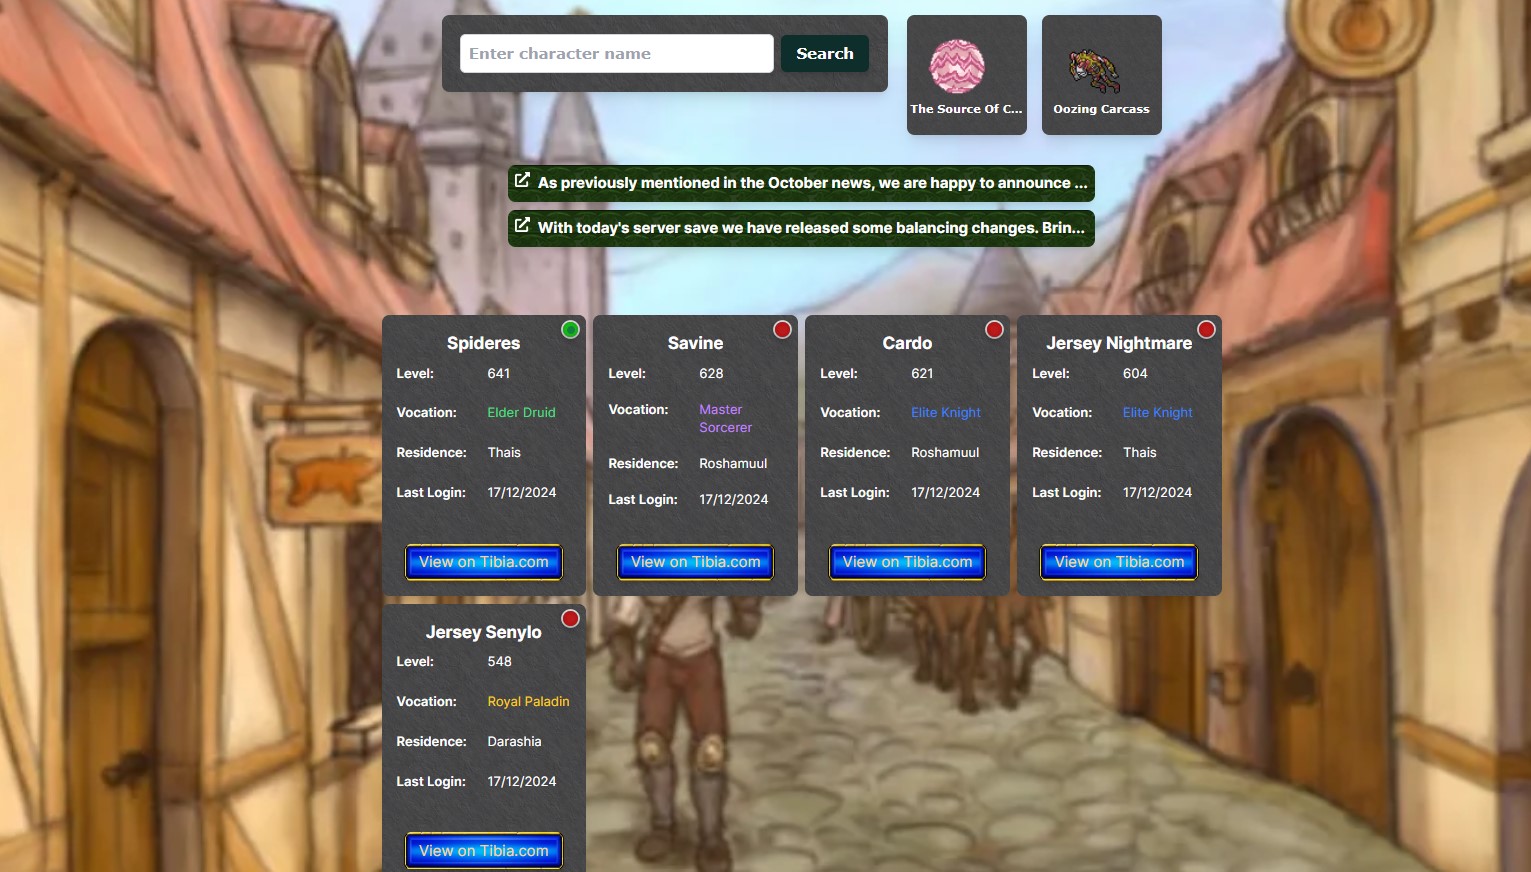 Enter character name
Search
The Source Of C...
Oozing Carcass
As previously mentioned in the October news, we are happy to announce ...
With today's server save we have released some balancing changes. Brin...
Spideres
Level: 641
Vocation: Elder Druid
Residence: Thais
Last Login: 17/12/2024
View on Tibia.com
Savine
Level: 628
Vocation: Master
Sorcerer
Residence: Roshamuul
Last Login: 17/12/2024
View on Tibia.com
Cardo
Level: 621
Vocation: Elite Knight
Residence: Roshamuul
Last Login: 17/12/2024
View on Tibia.com
Jersey Nightmare
Level: 604
Vocation: Elite Knight
Residence: Thais
Last Login: 17/12/2024
View on Tibia.com
Jersey Senylo
Level: 548
Vocation: Royal Paladin
Residence: Darashia
Last Login: 17/12/2024
View on Tibia.com